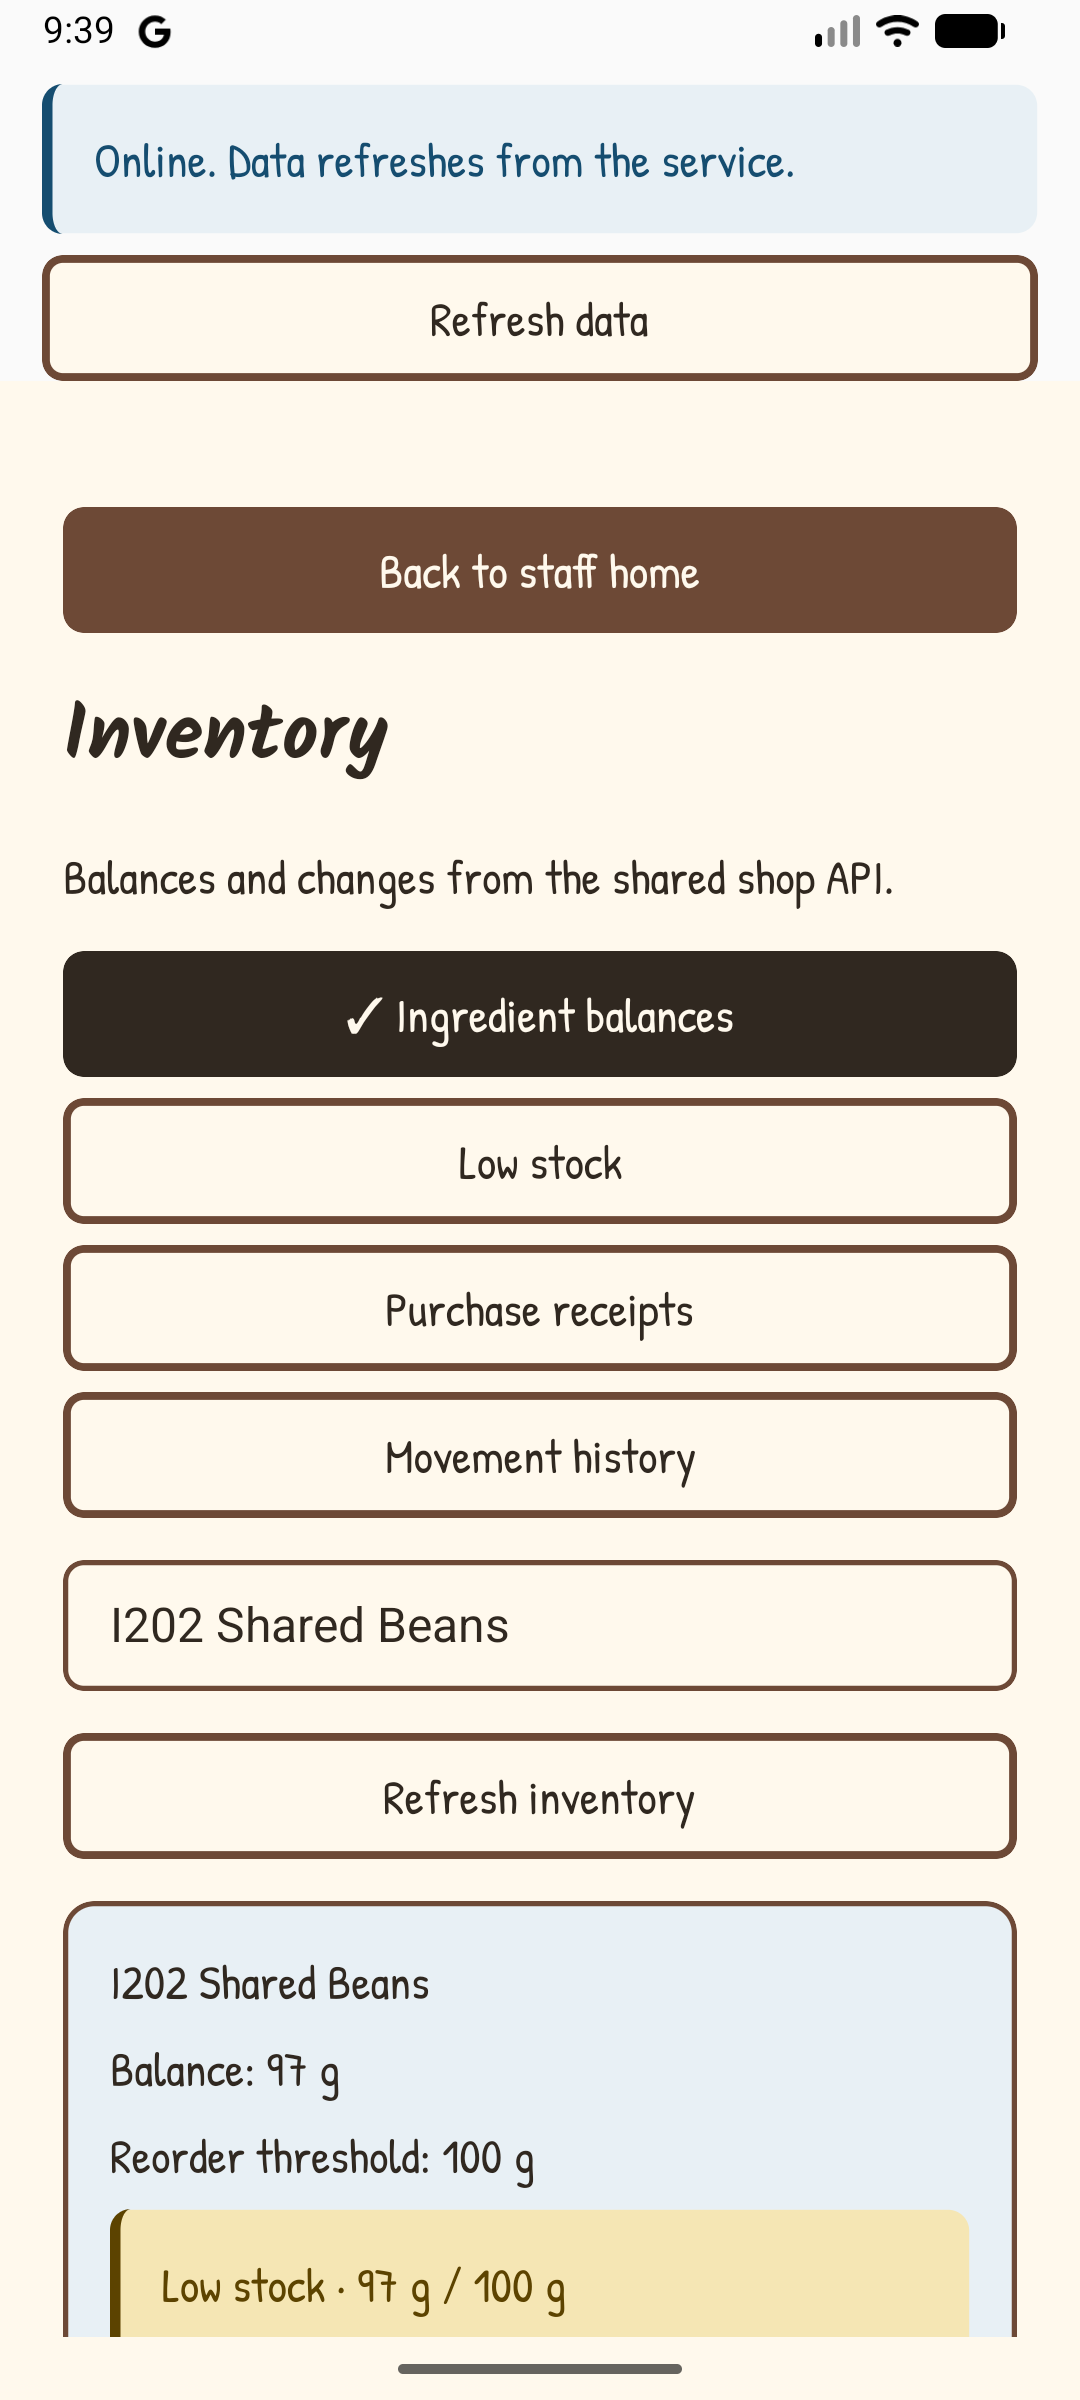 9:39
Online. Data refreshes from the service.
Refresh data
Back to staff home
Inventory
Balances and changes from the shared shop API.
✓ Ingredient balances
Low stock
Purchase receipts
Movement history
I202 Shared Beans
Refresh inventory
I202 Shared Beans
Balance: 97 g
Reorder threshold: 100 g
Low stock · 97 g / 100 g